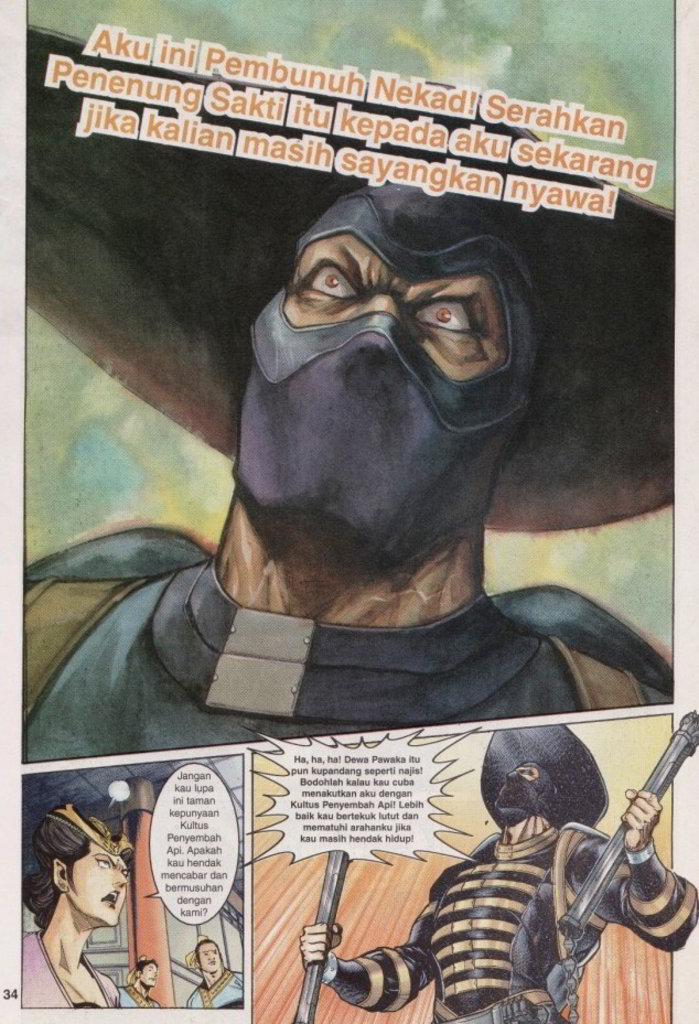 Aku ini Pembunuh Nekad! Serahkan
Penenung Sakti itu kepada aku sekarang
jika kalian masih sayangkan nyawa!
Jangan
kau lupa
ini taman
kepunyaan
Kultus
Penyembah
Api. Apakah
kau hendak
mencabar dan
bermusuhan
dengan
kami?
Ha, ha, ha! Dewa Pawaka itu
pun kupandang seperti najis!
Bodohlah kalau kau cuba
menakutkan aku dengan
Kultus Penyembah Api! Lebih
baik kau bertekuk lutut dan
mematuhi arahanku jika
kau masih hendak hidup!
34